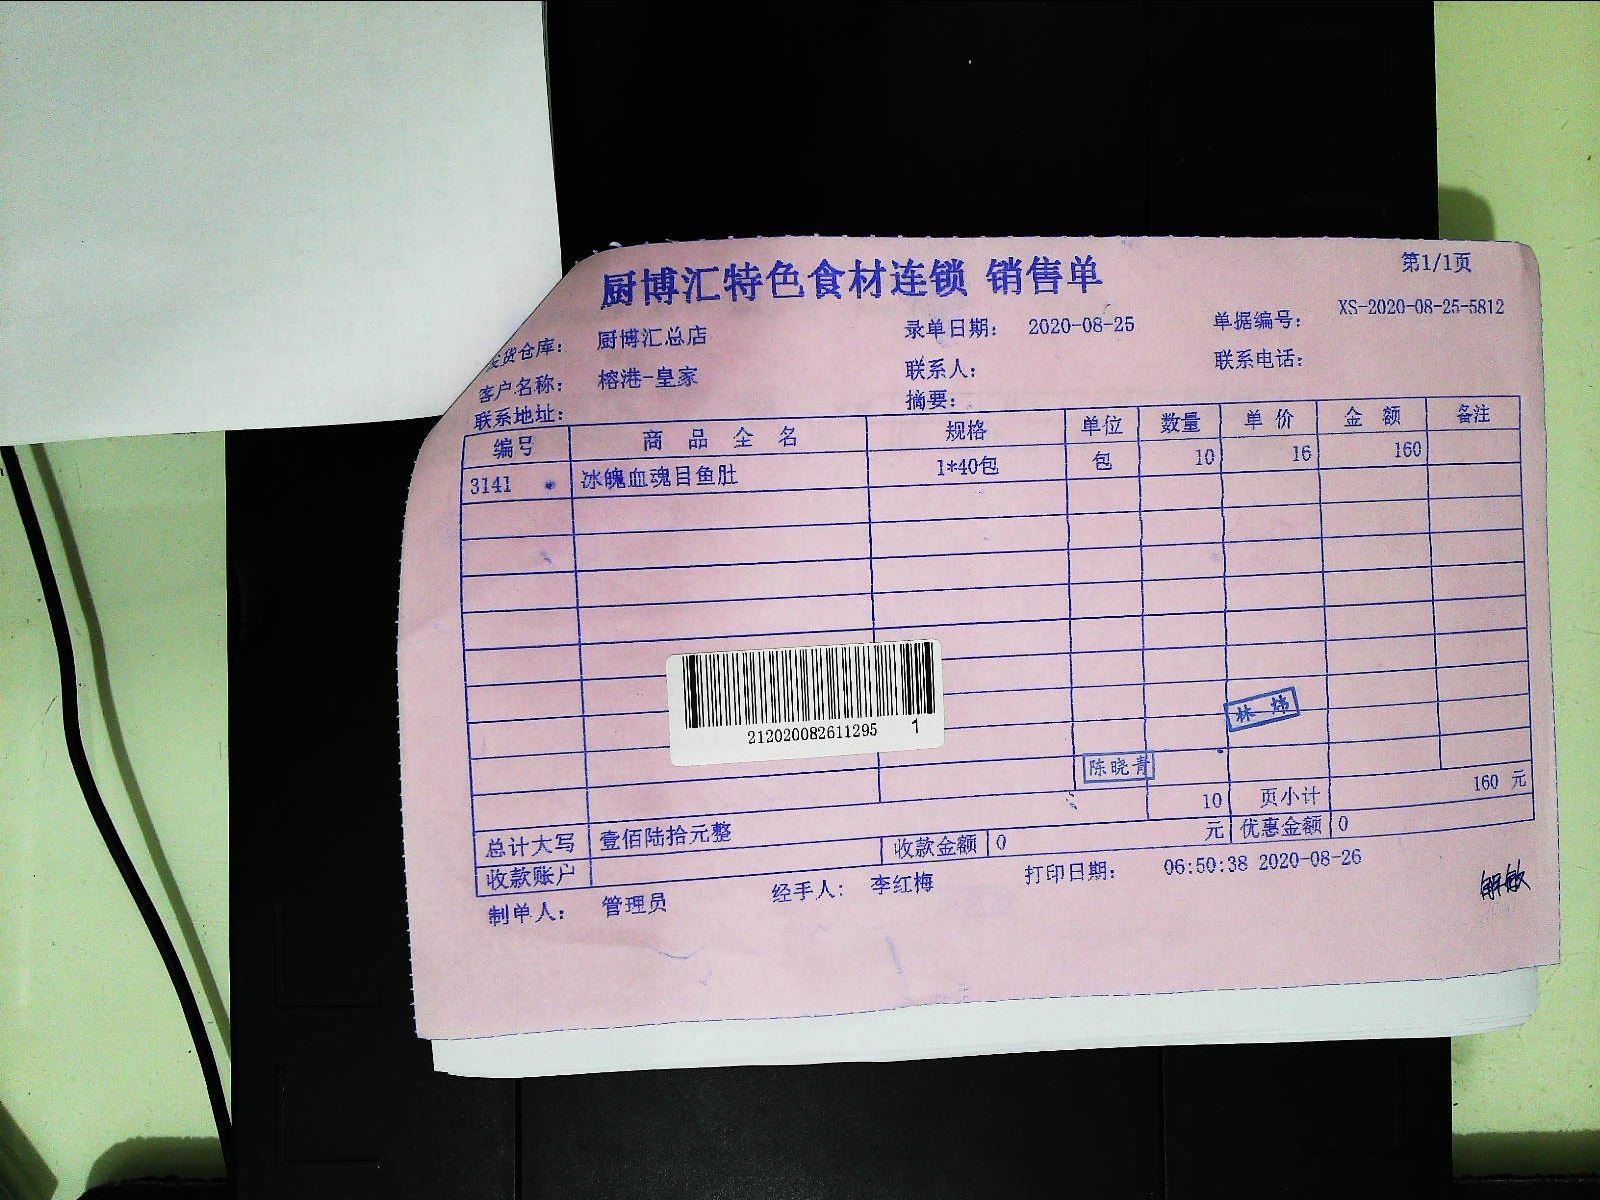 厨博汇特色食材连锁 销售单
第1/1页
发货仓库: 厨博汇总店 录单日期: 2020-08-25 单据编号: XS-2020-08-25-5812
客户名称: 榕港-皇家 联系人: 联系电话:
联系地址: 摘要:
编号 商品全名 规格 单位 数量 单价 金额 备注
3141 冰魄血魂目鱼肚 1*40包 包 10 16 160
212020082611295 1
林炜
陈晓青
10 页小计 160 元
总计大写 壹佰陆拾元整 收款金额 0 元 优惠金额 0
收款账户
制单人: 管理员 经手人: 李红梅 打印日期: 06:50:38 2020-08-26